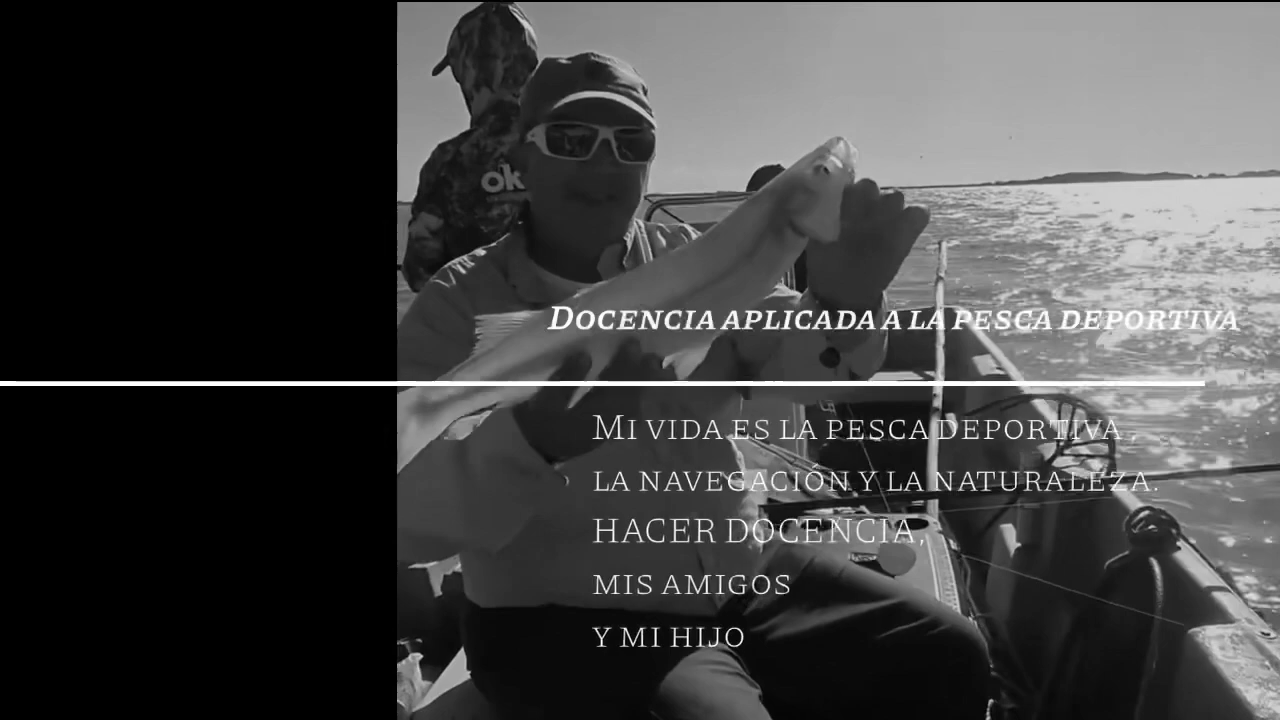 ok
Docencia aplicada a la pesca deportiva
Mi vida es la pesca deportiva ,
la navegación y la naturaleza.
HACER DOCENCIA,
mis amigos
y mi hijo